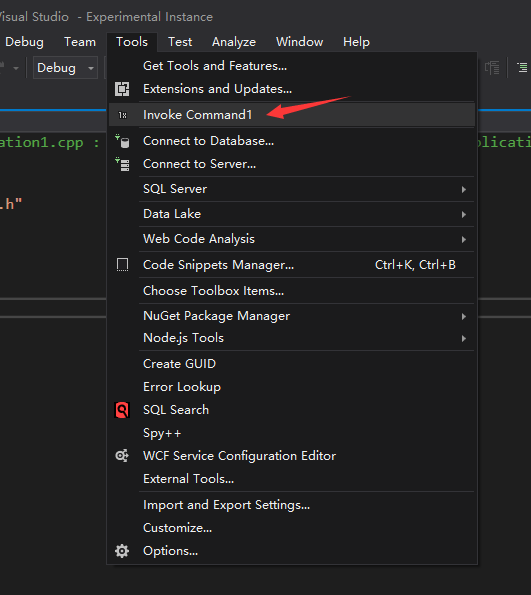 Visual Studio - Experimental Instance
Debug Team Tools Test Analyze Window Help
Debug
Get Tools and Features...
Extensions and Updates...
Invoke Command1
ation1.cpp :
plicati
Connect to Database...
Connect to Server...
SQL Server
.h"
Data Lake
Web Code Analysis
Code Snippets Manager... Ctrl+K, Ctrl+B
Choose Toolbox Items...
NuGet Package Manager
Node.js Tools
Create GUID
Error Lookup
SQL Search
Spy++
WCF Service Configuration Editor
External Tools...
Import and Export Settings...
Customize...
Options...